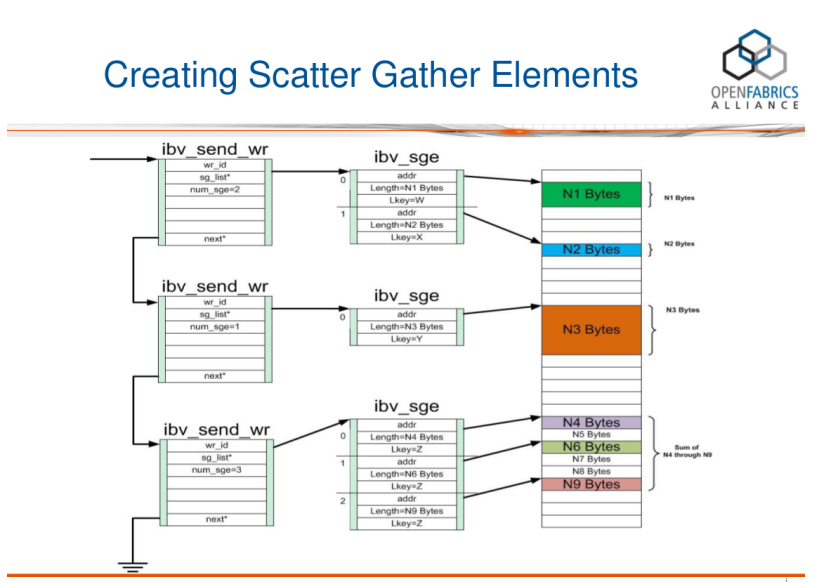 Creating Scatter Gather Elements
OPENFABRICS
ALLIANCE
ibv_send_wr
wr_id
sg_list*
num_sge=2
next*
ibv_sge
0
addr
Length=N1 Bytes
Lkey=W
1
addr
Length=N2 Bytes
Lkey=X
N1 Bytes
N1 Bytes
N2 Bytes
N2 Bytes
ibv_send_wr
wr_id
sg_list*
num_sge=1
next*
ibv_sge
0
addr
Length=N3 Bytes
Lkey=Y
N3 Bytes
N3 Bytes
ibv_send_wr
wr_id
sg_list*
num_sge=3
next*
ibv_sge
0
addr
Length=N4 Bytes
Lkey=Z
1
addr
Length=N6 Bytes
Lkey=Z
2
addr
Length=N9 Bytes
Lkey=Z
N4 Bytes
N5 Bytes
N6 Bytes
N7 Bytes
N8 Bytes
N9 Bytes
Sum of
N4 through N9